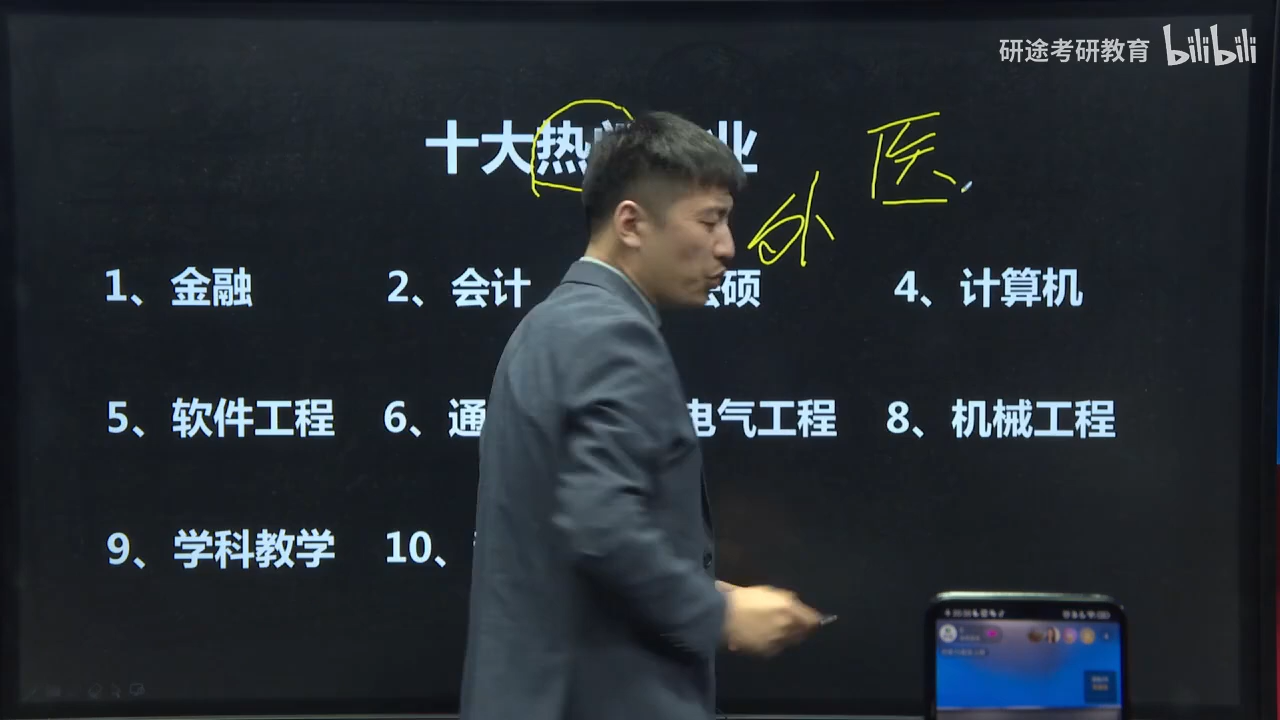 研途考研教育 bilibili
十大热 业
医
外
1、金融 2、会计 法硕 4、计算机
5、软件工程 6、通 电气工程 8、机械工程
9、学科教学 10、